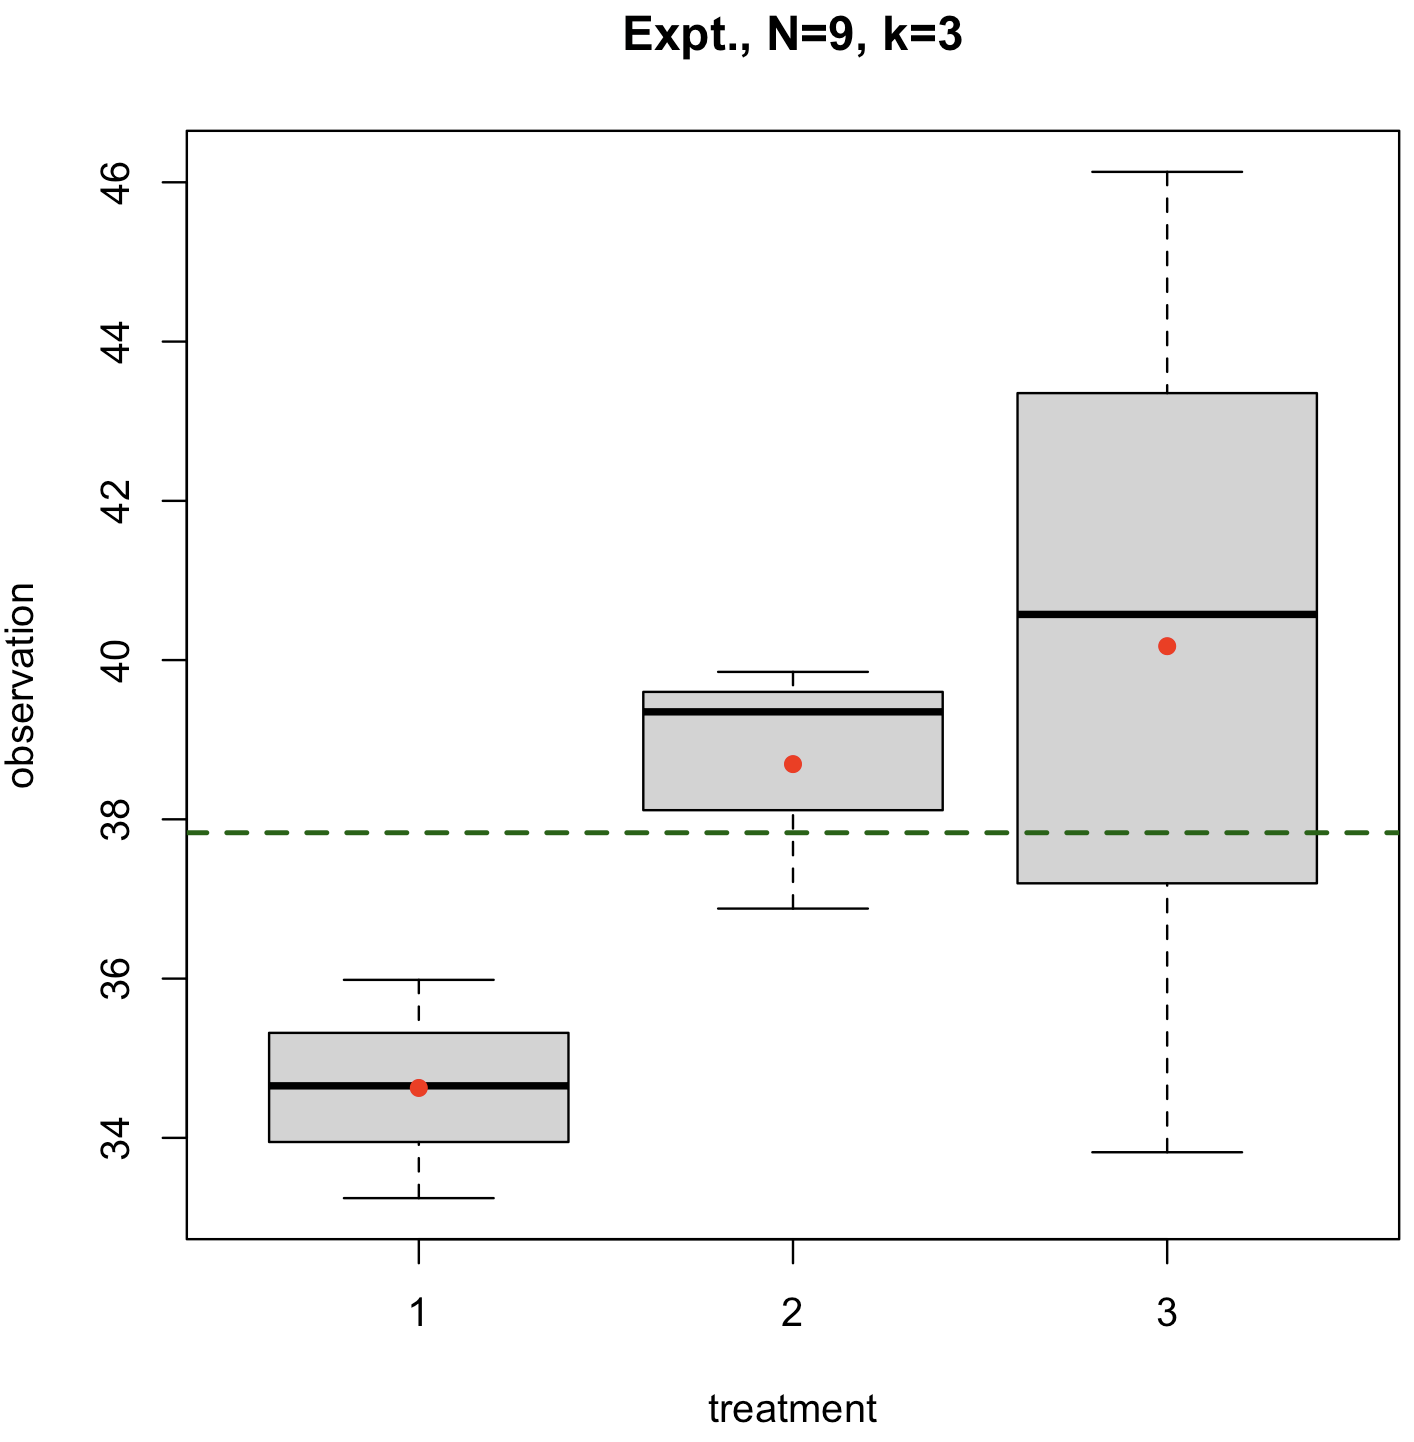 Expt., N=9, k=3
46
44
42
40
38
36
34
observation
1 2 3
treatment